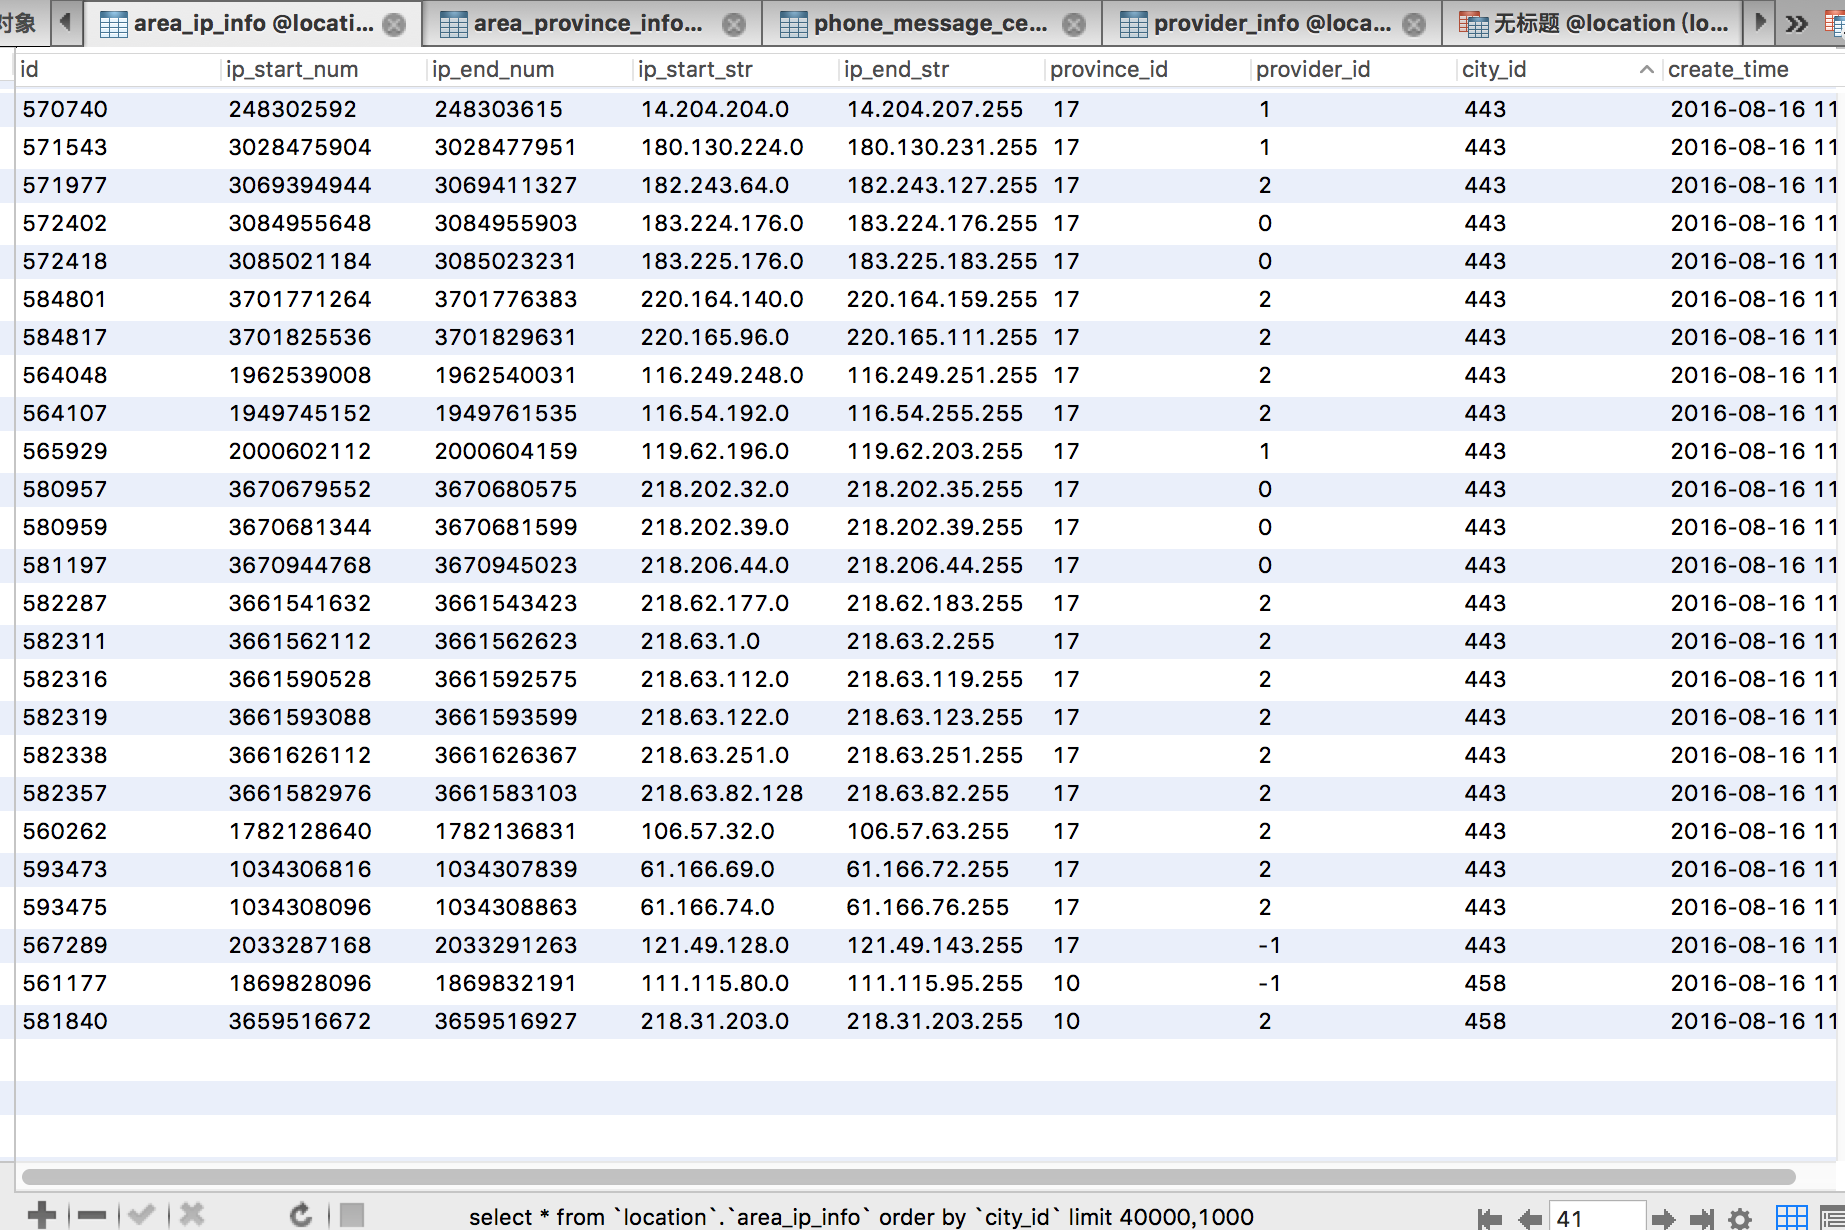 对象 area_ip_info @locati... area_province_info... phone_message_ce... provider_info @loca... 无标题 @location (lo...
id ip_start_num ip_end_num ip_start_str ip_end_str province_id provider_id city_id create_time
570740 248302592 248303615 14.204.204.0 14.204.207.255 17 1 443 2016-08-16 11
571543 3028475904 3028477951 180.130.224.0 180.130.231.255 17 1 443 2016-08-16 11
571977 3069394944 3069411327 182.243.64.0 182.243.127.255 17 2 443 2016-08-16 11
572402 3084955648 3084955903 183.224.176.0 183.224.176.255 17 0 443 2016-08-16 11
572418 3085021184 3085023231 183.225.176.0 183.225.183.255 17 0 443 2016-08-16 11
584801 3701771264 3701776383 220.164.140.0 220.164.159.255 17 2 443 2016-08-16 11
584817 3701825536 3701829631 220.165.96.0 220.165.111.255 17 2 443 2016-08-16 11
564048 1962539008 1962540031 116.249.248.0 116.249.251.255 17 2 443 2016-08-16 11
564107 1949745152 1949761535 116.54.192.0 116.54.255.255 17 2 443 2016-08-16 11
565929 2000602112 2000604159 119.62.196.0 119.62.203.255 17 1 443 2016-08-16 11
580957 3670679552 3670680575 218.202.32.0 218.202.35.255 17 0 443 2016-08-16 11
580959 3670681344 3670681599 218.202.39.0 218.202.39.255 17 0 443 2016-08-16 11
581197 3670944768 3670945023 218.206.44.0 218.206.44.255 17 0 443 2016-08-16 11
582287 3661541632 3661543423 218.62.177.0 218.62.183.255 17 2 443 2016-08-16 11
582311 3661562112 3661562623 218.63.1.0 218.63.2.255 17 2 443 2016-08-16 11
582316 3661590528 3661592575 218.63.112.0 218.63.119.255 17 2 443 2016-08-16 11
582319 3661593088 3661593599 218.63.122.0 218.63.123.255 17 2 443 2016-08-16 11
582338 3661626112 3661626367 218.63.251.0 218.63.251.255 17 2 443 2016-08-16 11
582357 3661582976 3661583103 218.63.82.128 218.63.82.255 17 2 443 2016-08-16 11
560262 1782128640 1782136831 106.57.32.0 106.57.63.255 17 2 443 2016-08-16 11
593473 1034306816 1034307839 61.166.69.0 61.166.72.255 17 2 443 2016-08-16 11
593475 1034308096 1034308863 61.166.74.0 61.166.76.255 17 2 443 2016-08-16 11
567289 2033287168 2033291263 121.49.128.0 121.49.143.255 17 -1 443 2016-08-16 11
561177 1869828096 1869832191 111.115.80.0 111.115.95.255 10 -1 458 2016-08-16 11
581840 3659516672 3659516927 218.31.203.0 218.31.203.255 10 2 458 2016-08-16 11
select * from `location`.`area_ip_info` order by `city_id` limit 40000,1000 41